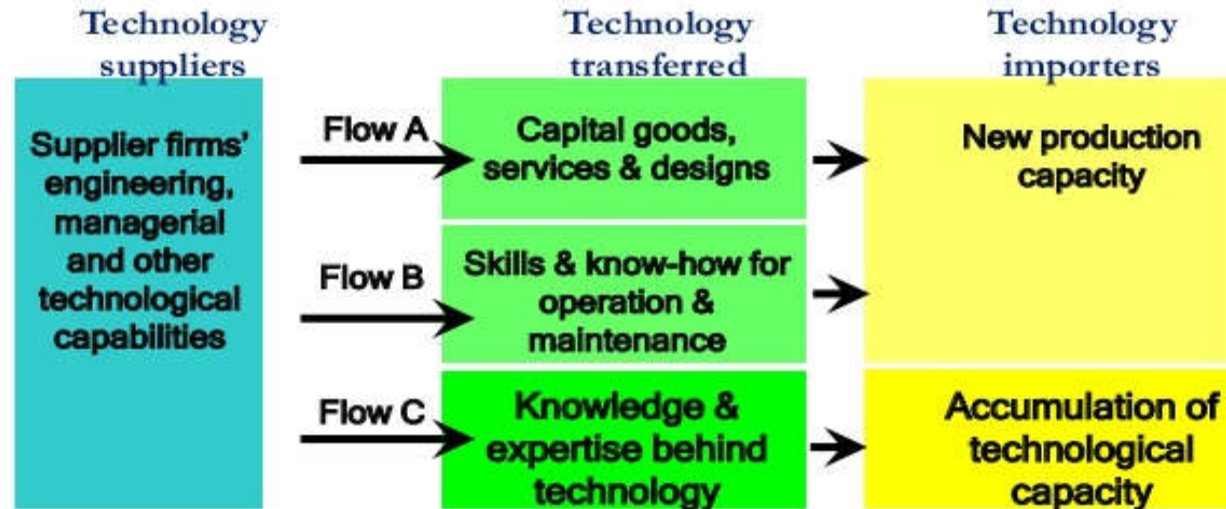 Technology
suppliers
Technology
transferred
Technology
importers
Supplier firms’
engineering,
managerial
and other
technological
capabilities
Flow A
Capital goods,
services & designs
New production
capacity
Flow B
Skills & know-how for
operation &
maintenance
Flow C
Knowledge &
expertise behind
technology
Accumulation of
technological
capacity